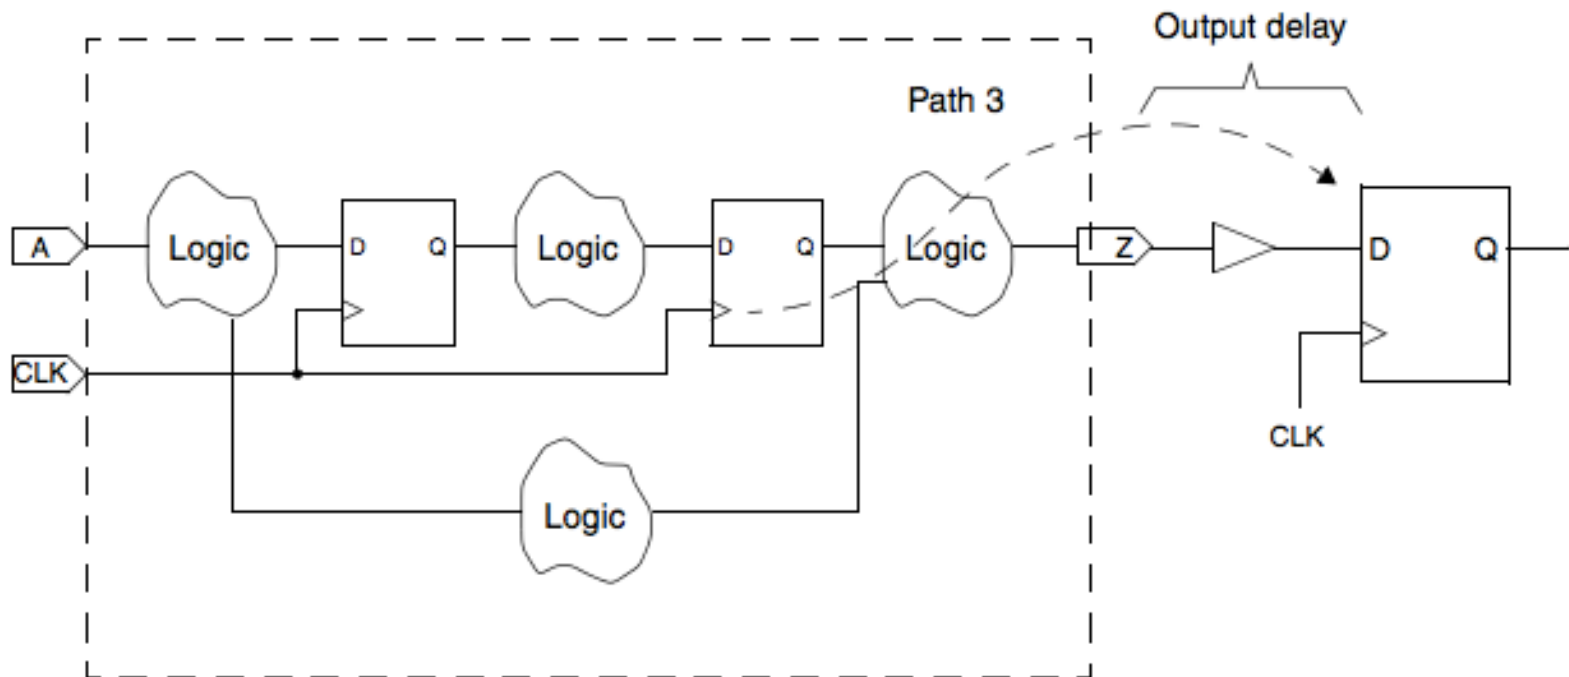 Output delay
Path 3
A
Logic
D
Q
Logic
D
Q
Logic
Z
D
Q
CLK
CLK
Logic